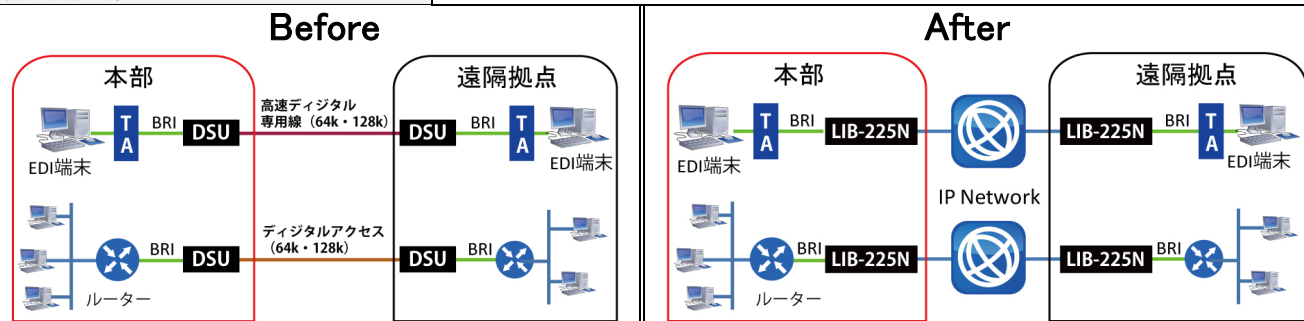 Before
本部
遠隔拠点
高速ディジタル
専用線（64k・128k）
TA
BRI
DSU
DSU
BRI
TA
EDI端末
EDI端末
ディジタルアクセス
（64k・128k）
BRI
DSU
DSU
BRI
ルーター
After
本部
遠隔拠点
TA
BRI
LIB-225N
LIB-225N
BRI
TA
EDI端末
EDI端末
IP Network
BRI
LIB-225N
LIB-225N
BRI
ルーター